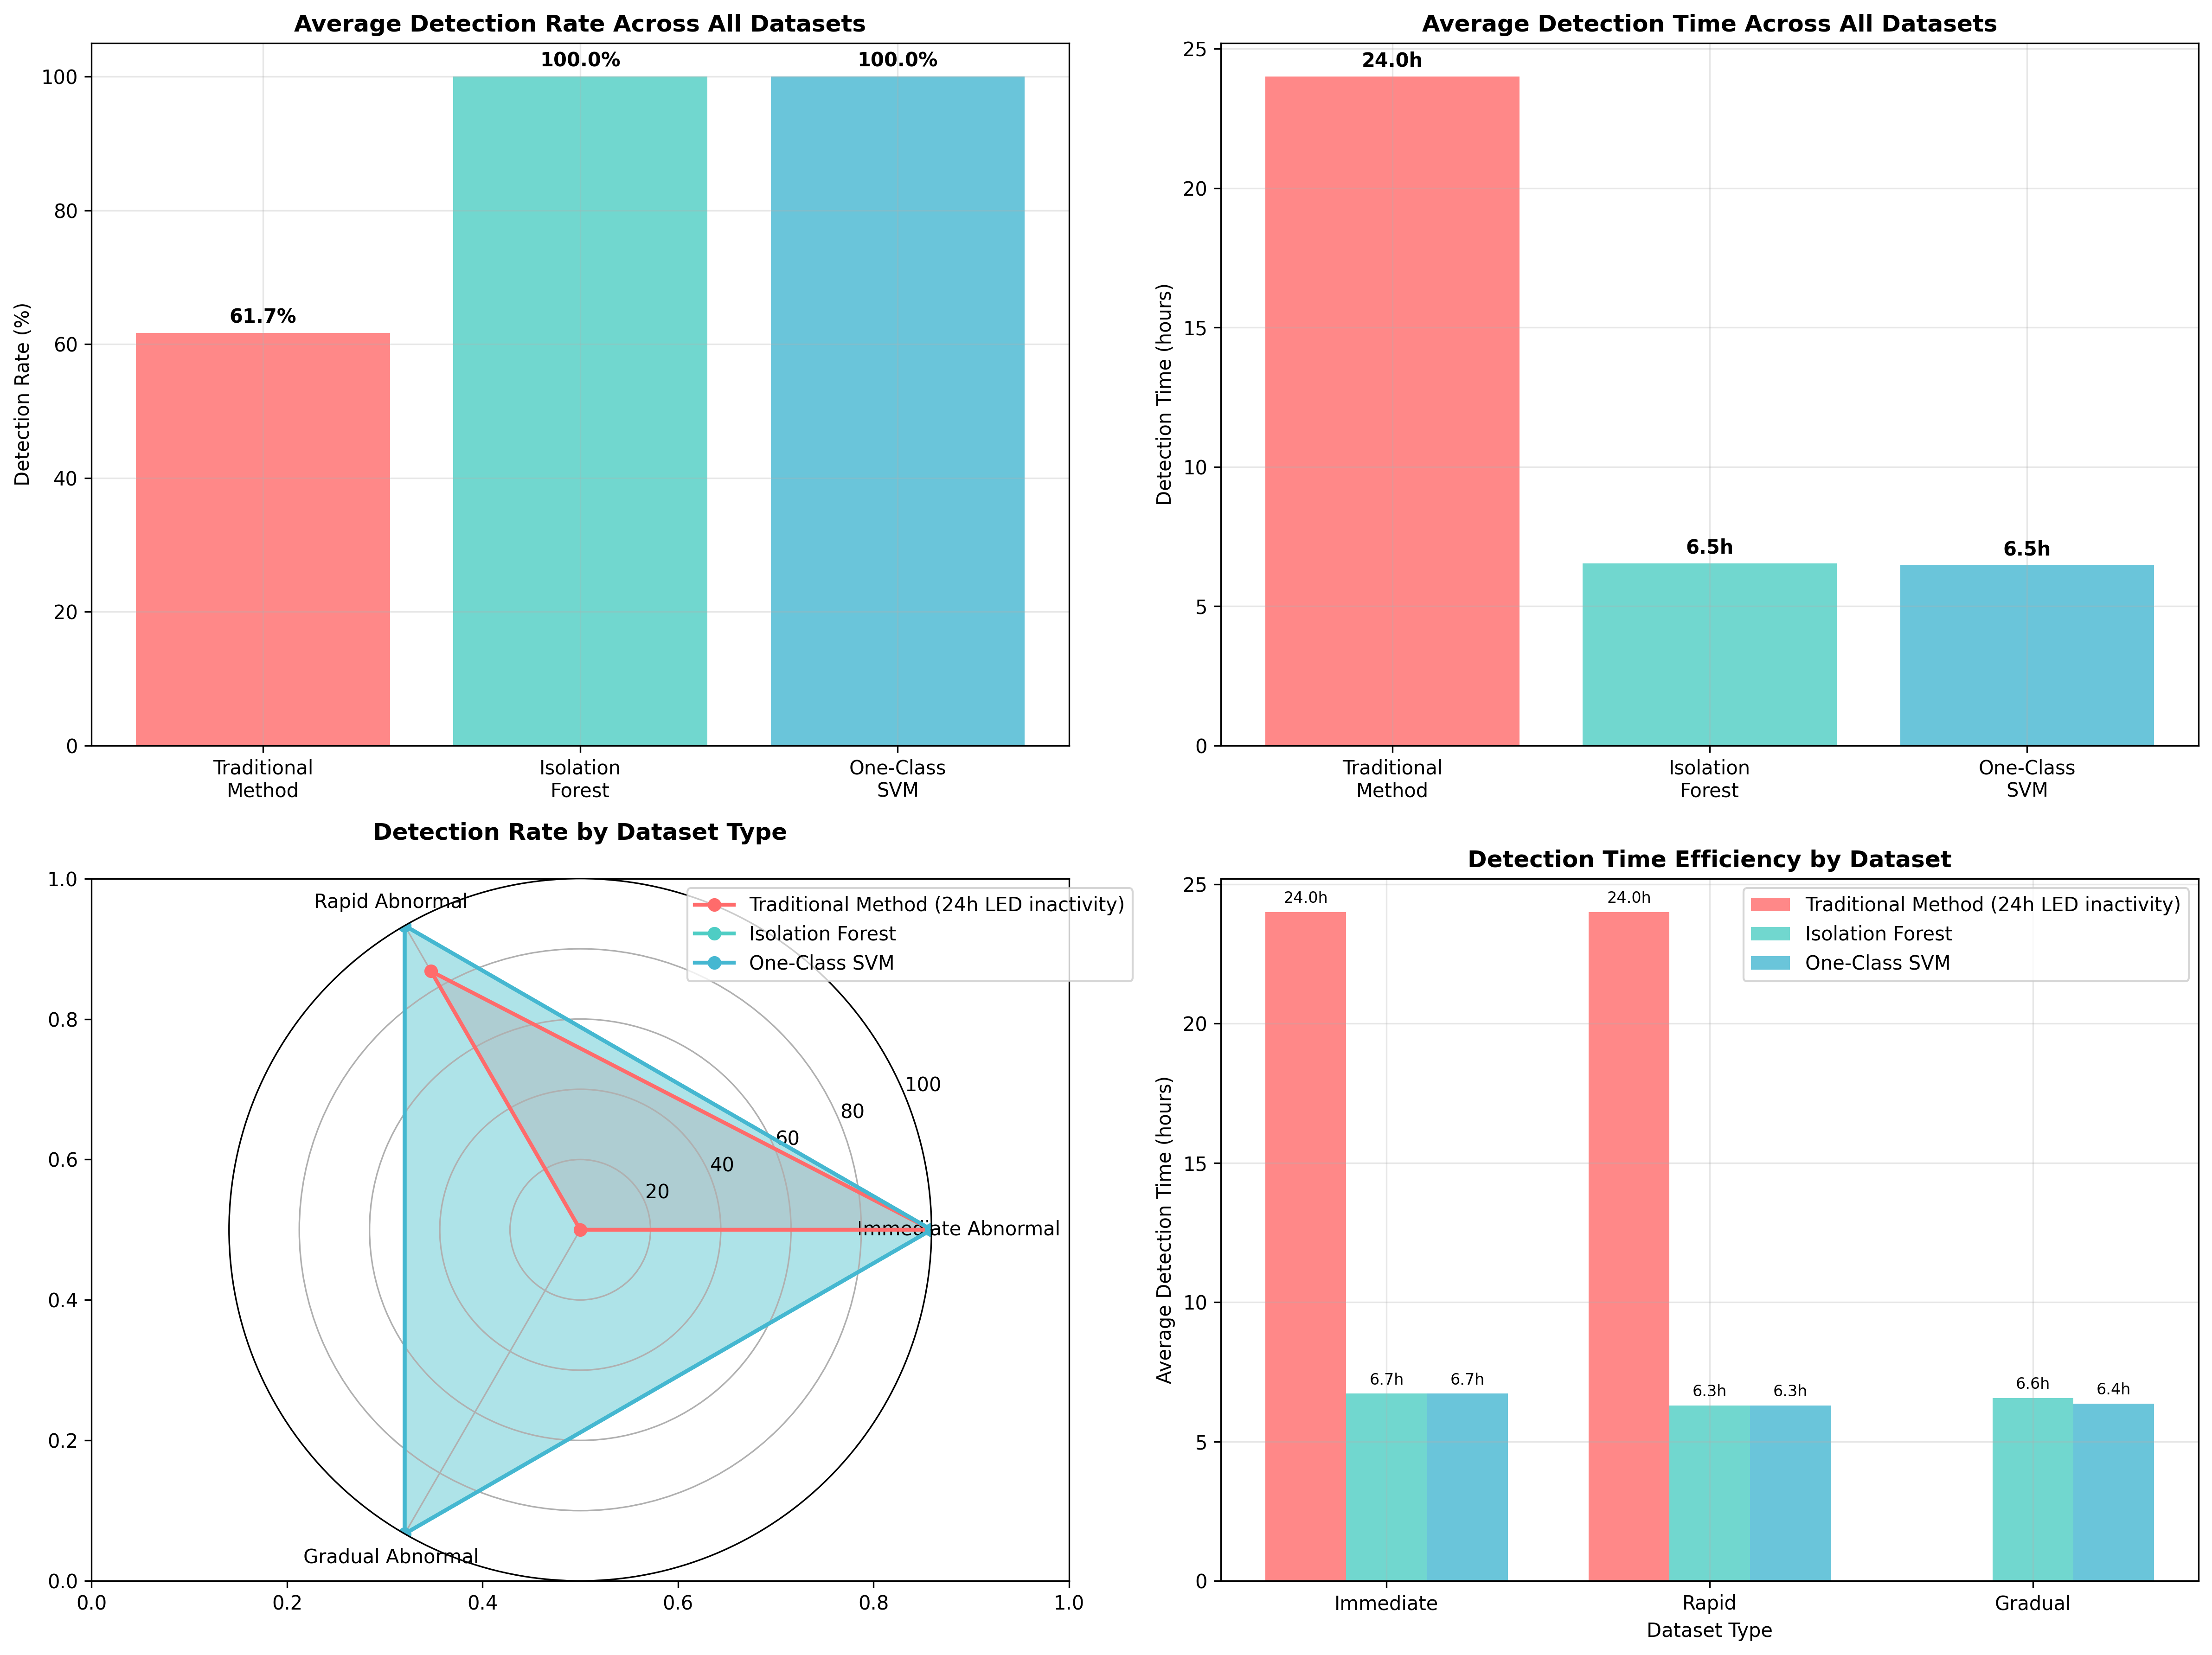 Average Detection Rate Across All Datasets
Detection Rate (%)
100
80
60
40
20
0
61.7%
100.0%
100.0%
Traditional
Method
Isolation
Forest
One-Class
SVM
Average Detection Time Across All Datasets
Detection Time (hours)
25
20
15
10
5
0
24.0h
6.5h
6.5h
Traditional
Method
Isolation
Forest
One-Class
SVM
Detection Rate by Dataset Type
1.0
0.8
0.6
0.4
0.2
0.0
0.0
0.2
0.4
0.6
0.8
1.0
Rapid Abnormal
Immediate Abnormal
Gradual Abnormal
100
80
60
40
20
Traditional Method (24h LED inactivity)
Isolation Forest
One-Class SVM
Detection Time Efficiency by Dataset
Average Detection Time (hours)
25
20
15
10
5
0
24.0h
6.7h
6.7h
24.0h
6.3h
6.3h
6.6h
6.4h
Traditional Method (24h LED inactivity)
Isolation Forest
One-Class SVM
Immediate
Rapid
Gradual
Dataset Type